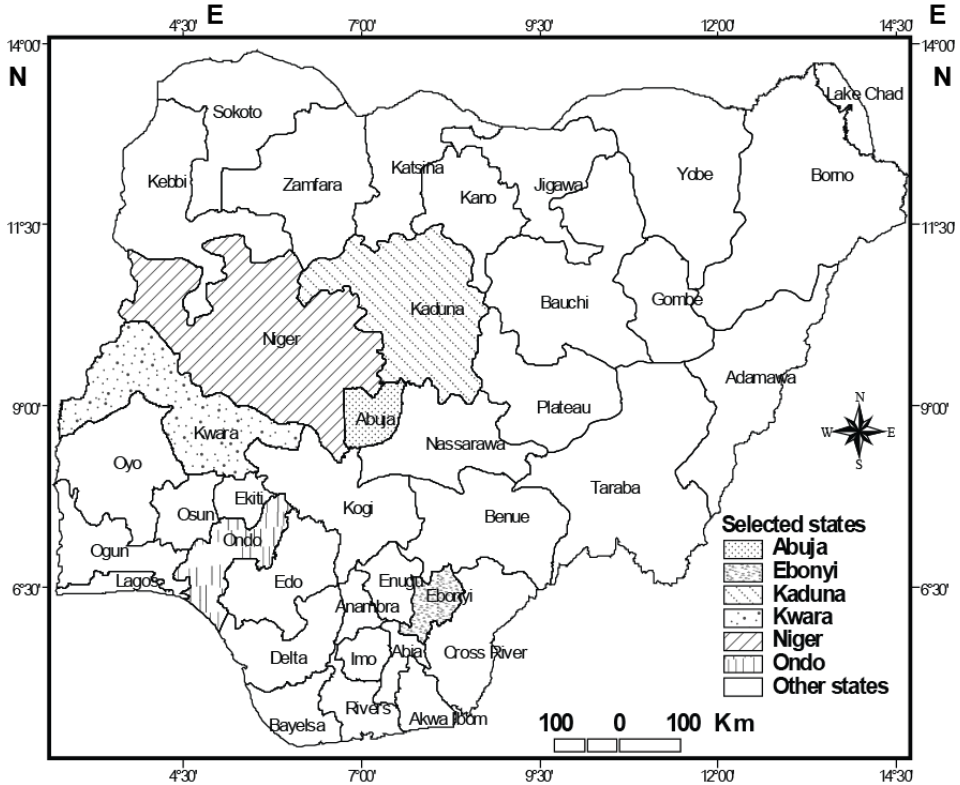 E E
4°30' 7°00' 9°30' 12°00' 14°30'
14°00' 14°00'
N N
Lake Chad
Sokoto
Katsina
Yobe
Borno
Kebbi
Zamfara
Jigawa
Kano
11°30' 11°30'
Bauchi
Gombe
Kaduna
Niger
Adamawa
9°00' 9°00'
Plateau
Abuja
N
W E
S
Kwara
Nassarawa
Oyo
Taraba
Ekiti
Kogi
Osun
Benue
Ondo
Ogun
Lagos
Edo
Enugu
Ebonyi
Anambra
6°30' 6°30'
Delta
Imo
Abia
Cross River
Rivers
Bayelsa
Akwa Ibom
Selected states
Abuja
Ebonyi
Kaduna
Kwara
Niger
Ondo
Other states
100 0 100 Km
4°30' 7°00' 9°30' 12°00' 14°30'